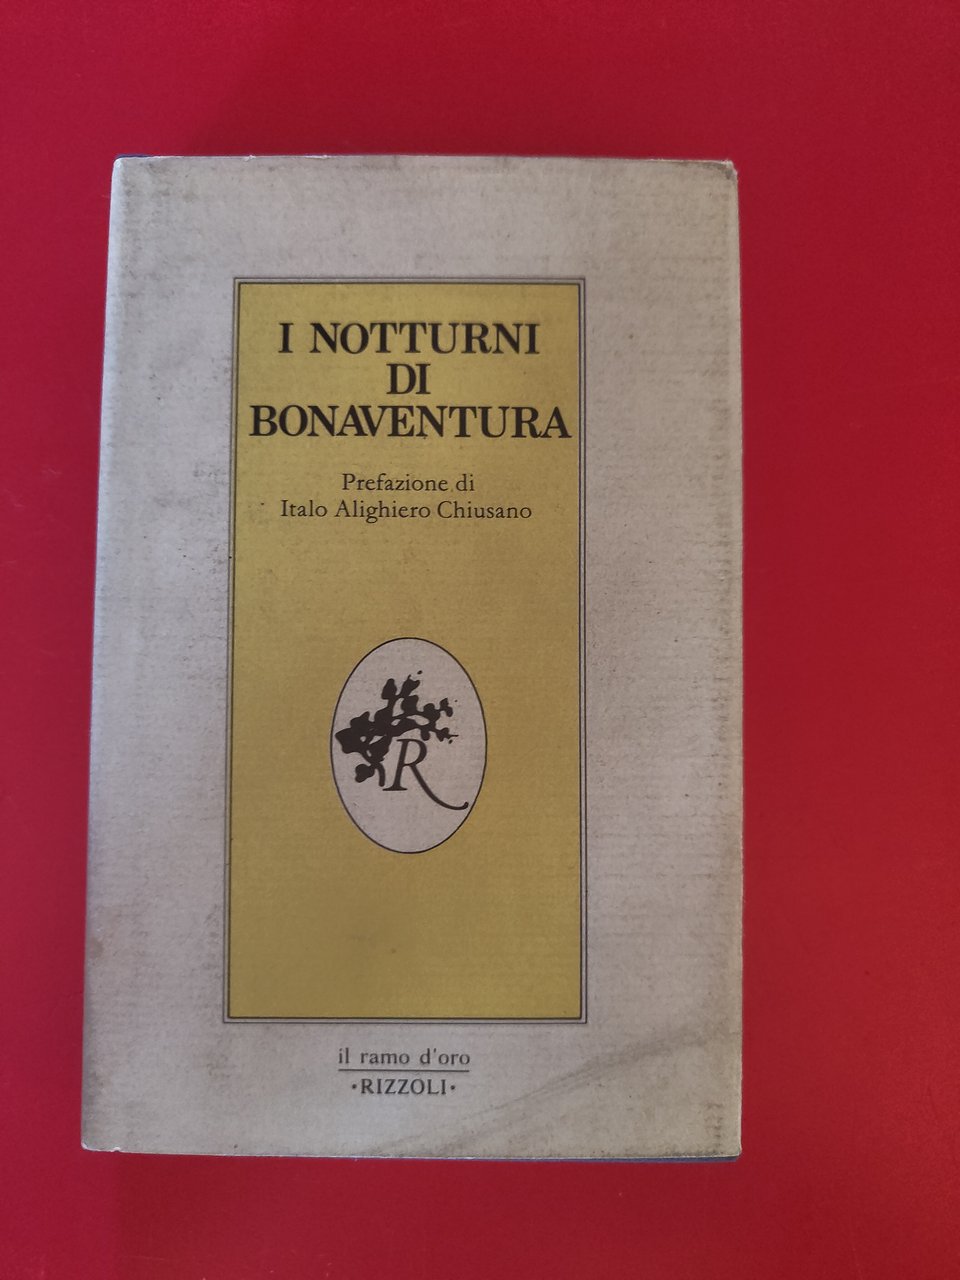 I NOTTURNI
DI
BONAVENTURA
Prefazione di
Italo Alighiero Chiusano
R
il ramo d'oro
•RIZZOLI•